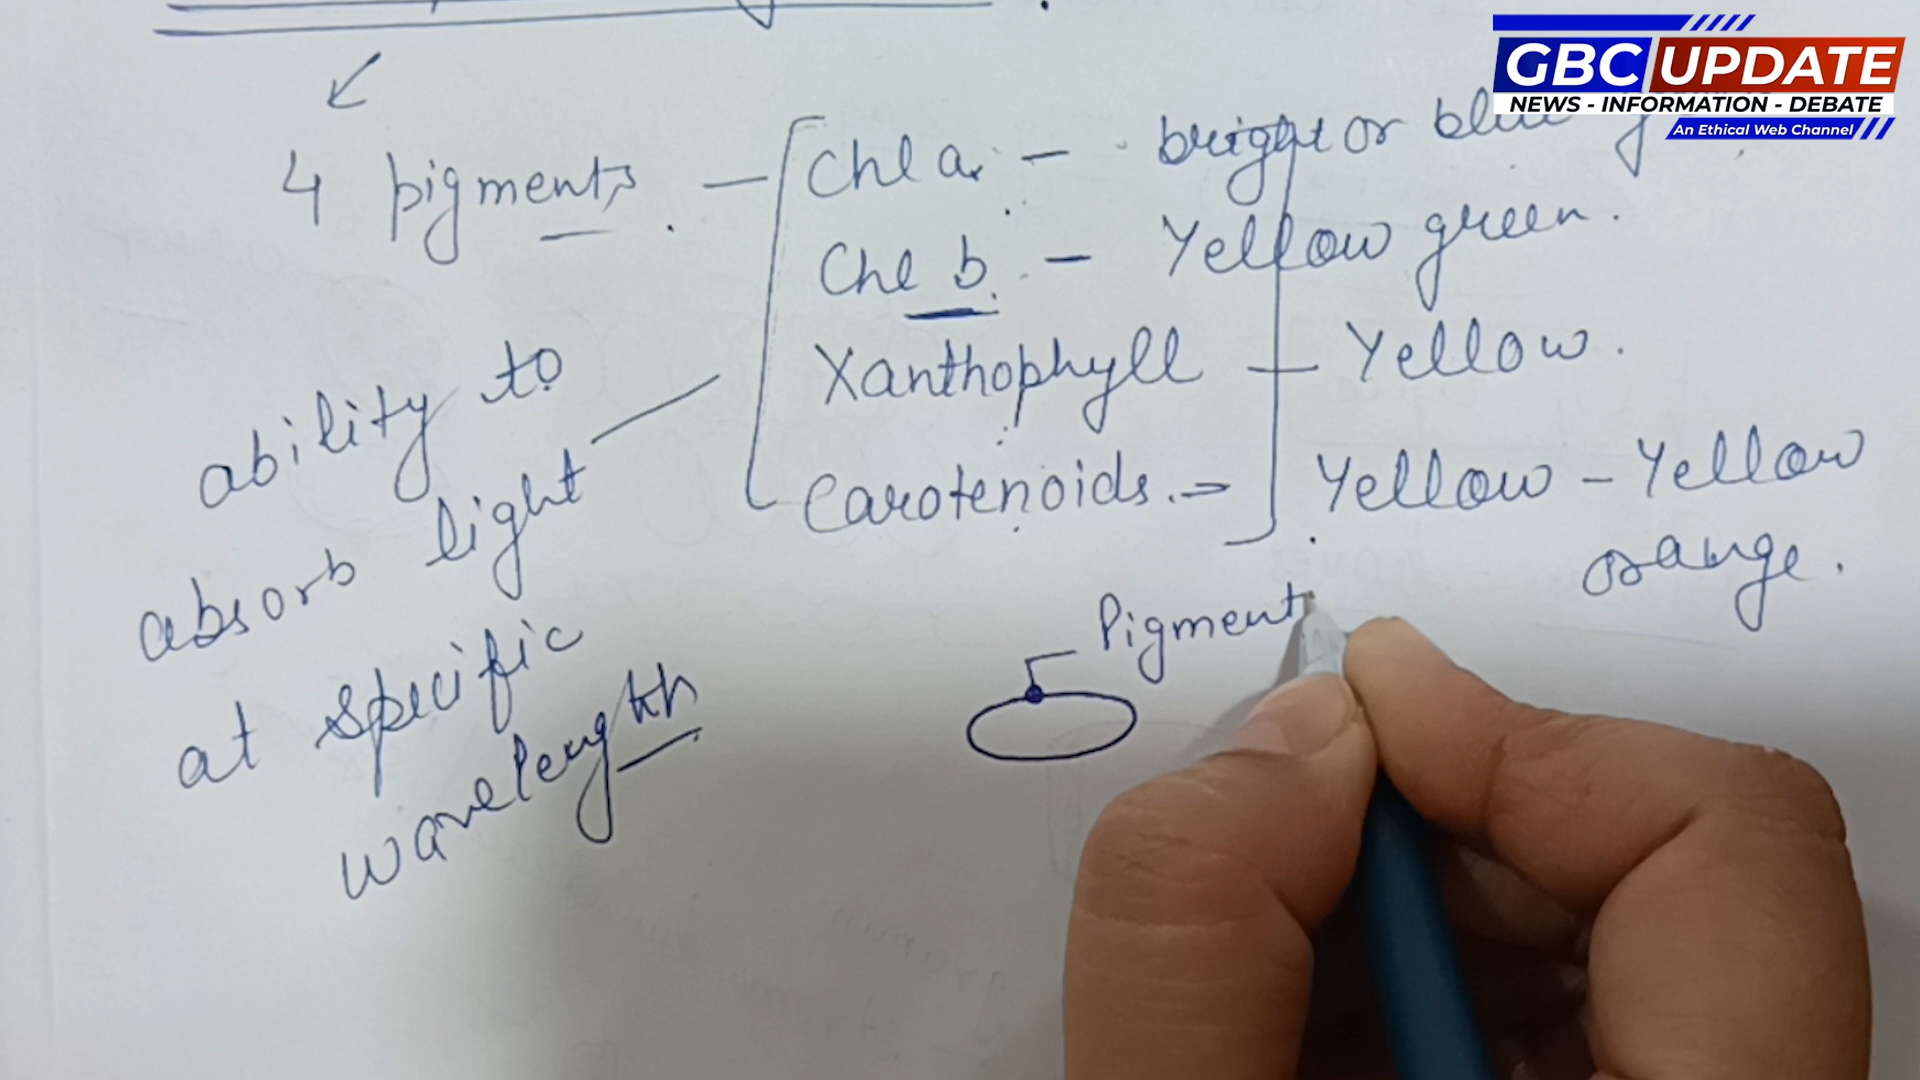 GBC UPDATE
NEWS - INFORMATION - DEBATE
An Ethical Web Channel
4 pigments - Chl a. - bright or blue
Chl b. - Yellow green.
Xanthophyll - Yellow.
Carotenoids. - Yellow - Yellow
orange.
ability to
absorb light
at specific
wavelength
Pigment